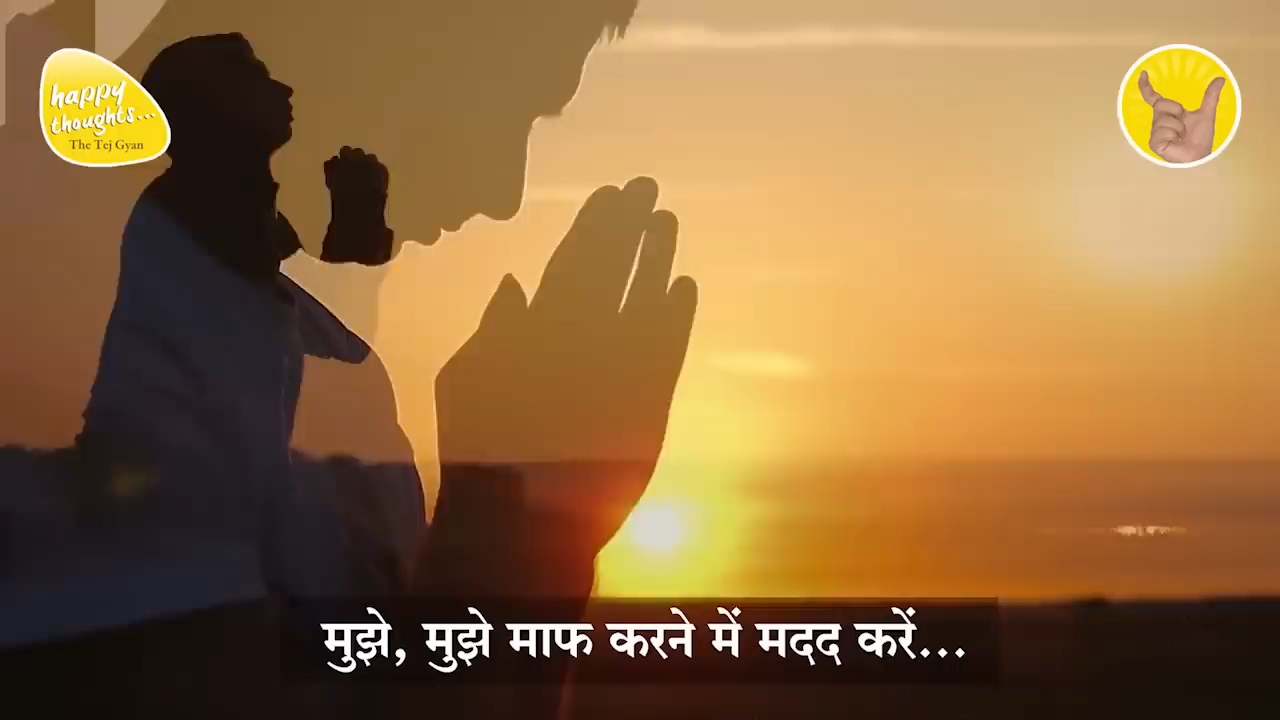 happy
thoughts...
The Tej Gyan
मुझे, मुझे माफ करने में मदद करें...